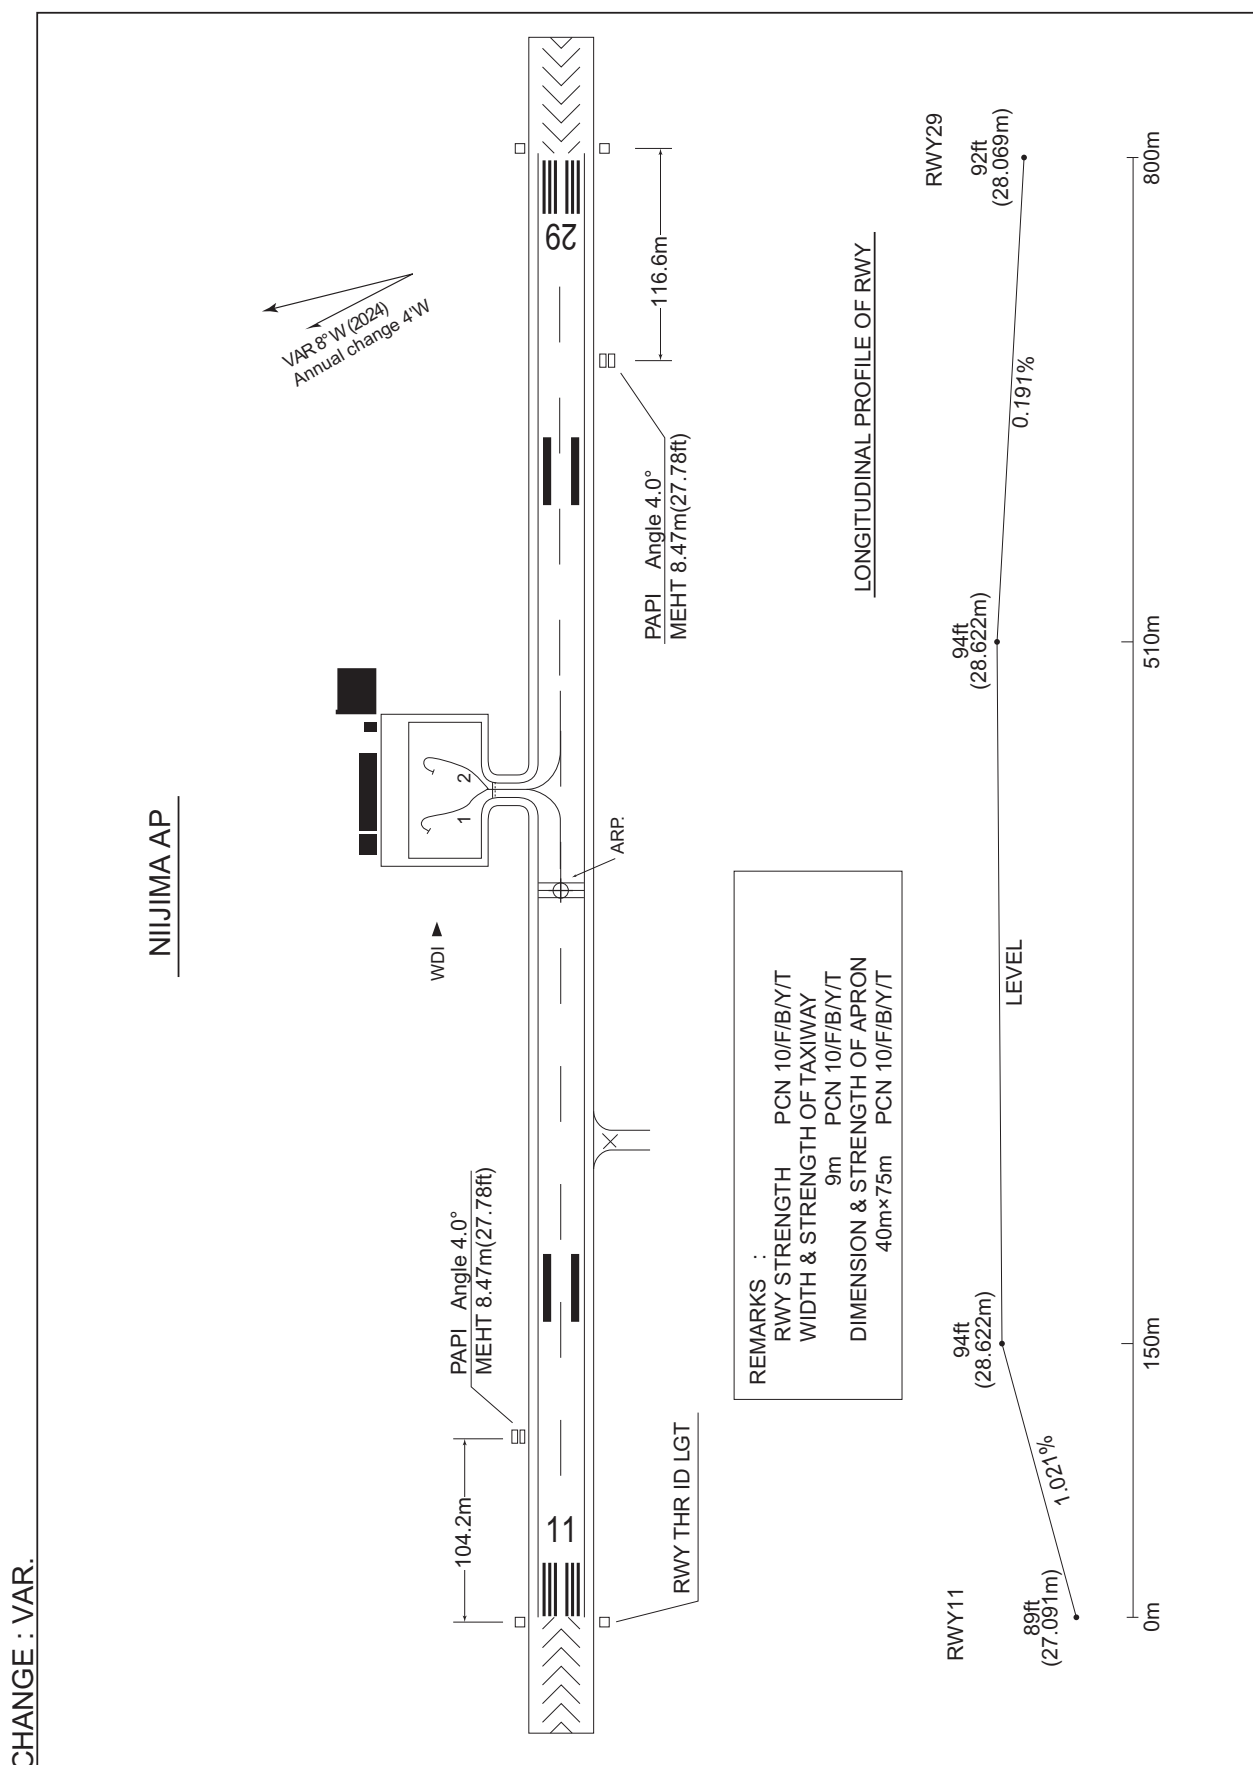 CHANGE : VAR.
NIIJIMA AP
VAR 8°W (2024)
Annual change 4'W
WDI
1
2
ARP.
104.2m
PAPI Angle 4.0°
MEHT 8.47m(27.78ft)
11
29
RWY THR ID LGT
PAPI Angle 4.0°
MEHT 8.47m(27.78ft)
116.6m
REMARKS :
RWY STRENGTH PCN 10/F/B/Y/T
WIDTH & STRENGTH OF TAXIWAY
9m PCN 10/F/B/Y/T
DIMENSION & STRENGTH OF APRON
40m×75m PCN 10/F/B/Y/T
LONGITUDINAL PROFILE OF RWY
RWY11
89ft
(27.091m)
1.021%
94ft
(28.622m)
LEVEL
94ft
(28.622m)
0.191%
RWY29
92ft
(28.069m)
0m
150m
510m
800m